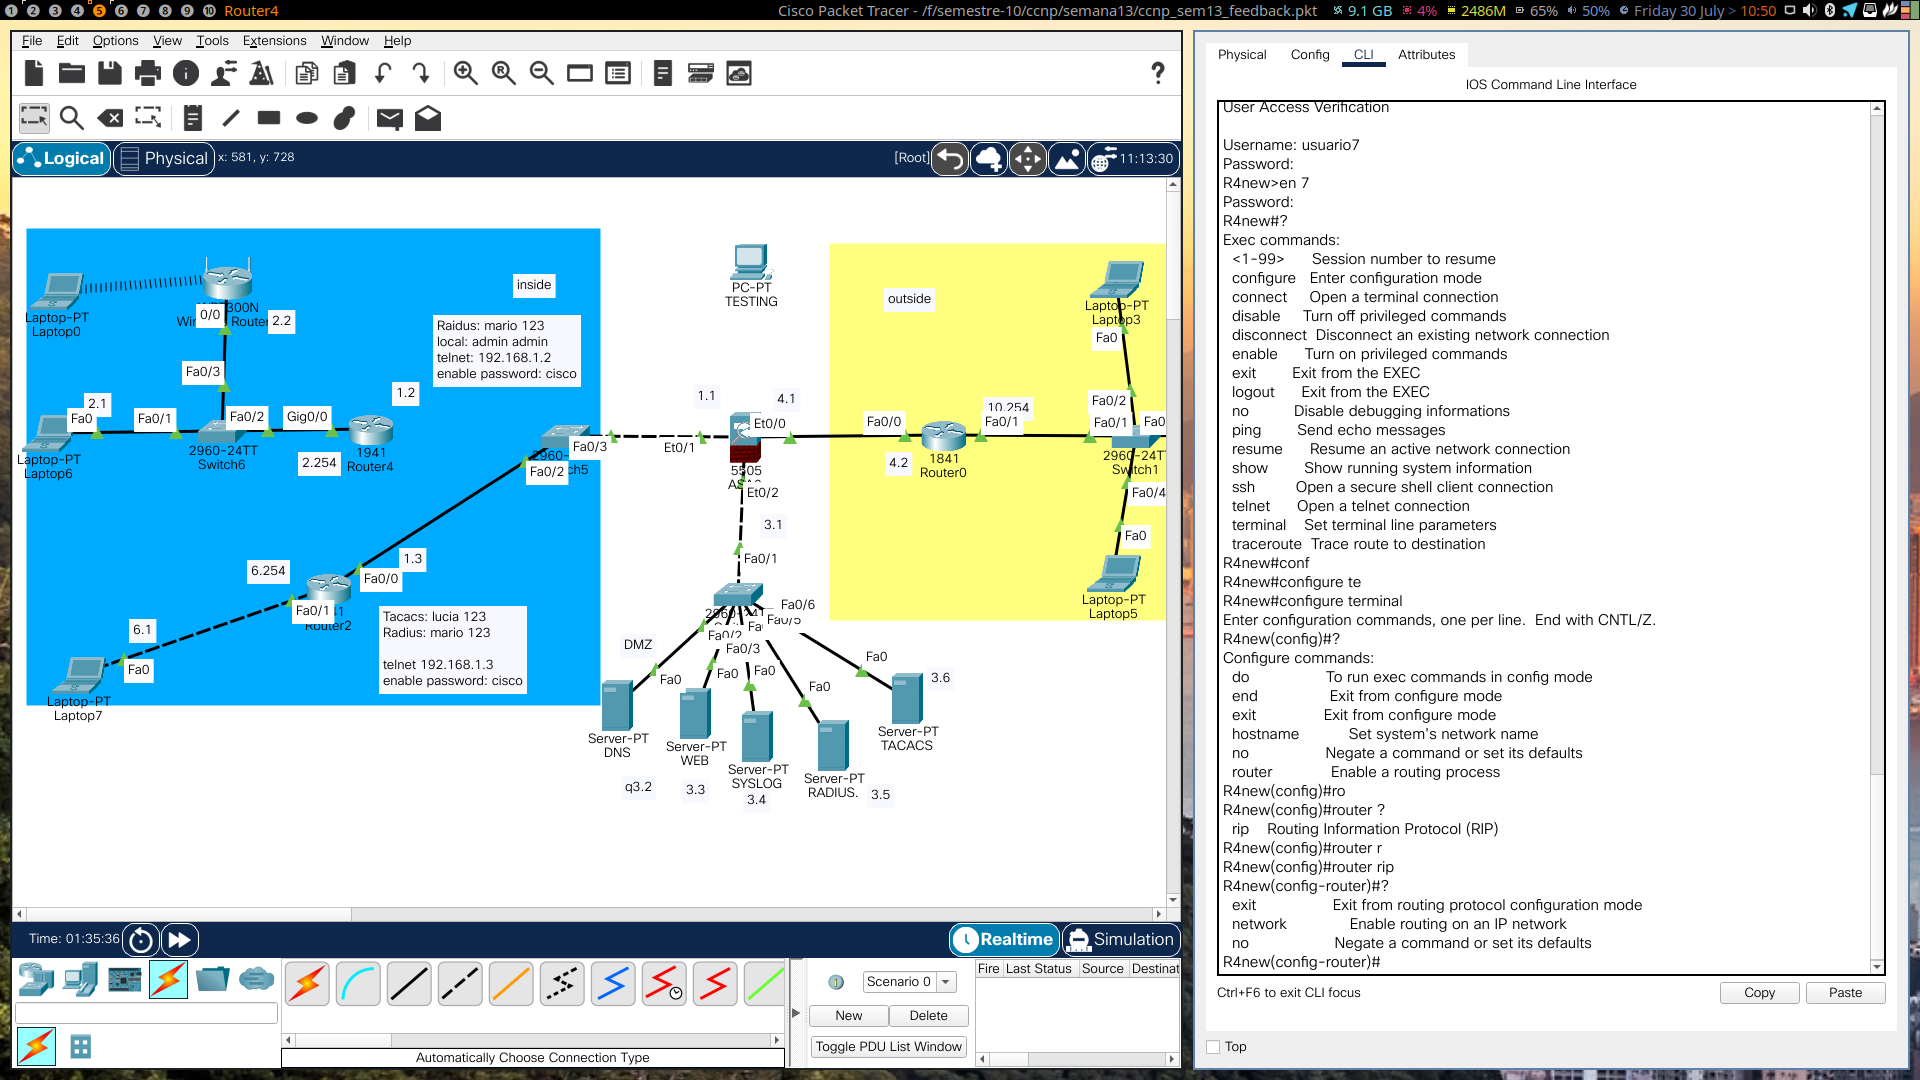 1 2 3 4 5 6 7 8 9 10 Router4
Cisco Packet Tracer - /f/semestre-10/ccnp/semana13/ccnp_sem13_feedback.pkt
9.1 GB 4% 2486M 65% 50% Friday 30 July > 10:50
File Edit Options View Tools Extensions Window Help
?
Logical Physical x: 581, y: 728
[Root] 11:13:30
inside
PC-PT
TESTING
outside
Laptop-PT
Laptop0
300N
Router
0/0
2.2
Raidus: mario 123
local: admin admin
telnet: 192.168.1.2
enable password: cisco
Laptop-PT
Laptop3
Fa0
Fa0/3
1.2
2.1
Fa0
Fa0/1
Fa0/2
Gig0/0
1.1
4.1
Et0/0
Fa0/0
10.254
Fa0/1
Fa0/2
Fa0/1
Fa0
Laptop-PT
Laptop6
2960-24TT
Switch6
2.254
1941
Router4
Fa0/3
Fa0/2
Et0/1
5505
Et0/2
4.2
1841
Router0
2960-24TT
Switch1
Fa0/4
3.1
Fa0
Fa0/1
6.254
1.3
Fa0/0
Fa0/1
Router2
Laptop-PT
Laptop5
Tacacs: lucia 123
Radius: mario 123
telnet 192.168.1.3
enable password: cisco
6.1
Fa0
Laptop-PT
Laptop7
Fa0/6
Fa0/5
Fa0/2
Fa0/3
DMZ
Fa0
Fa0
Fa0
Fa0
Fa0
3.6
Server-PT
DNS
Server-PT
WEB
Server-PT
SYSLOG
3.4
Server-PT
RADIUS.
Server-PT
TACACS
q3.2
3.3
3.5
Time: 01:35:36
Realtime Simulation
Scenario 0
New Delete
Toggle PDU List Window
Fire Last Status Source Destinat
Automatically Choose Connection Type
Physical Config CLI Attributes
IOS Command Line Interface
User Access Verification
Username: usuario7
Password:
R4new>en 7
Password:
R4new#?
Exec commands:
<1-99> Session number to resume
configure Enter configuration mode
connect Open a terminal connection
disable Turn off privileged commands
disconnect Disconnect an existing network connection
enable Turn on privileged commands
exit Exit from the EXEC
logout Exit from the EXEC
no Disable debugging informations
ping Send echo messages
resume Resume an active network connection
show Show running system information
ssh Open a secure shell client connection
telnet Open a telnet connection
terminal Set terminal line parameters
traceroute Trace route to destination
R4new#conf
R4new#configure te
R4new#configure terminal
Enter configuration commands, one per line. End with CNTL/Z.
R4new(config)#?
Configure commands:
do To run exec commands in config mode
end Exit from configure mode
exit Exit from configure mode
hostname Set system's network name
no Negate a command or set its defaults
router Enable a routing process
R4new(config)#ro
R4new(config)#router ?
rip Routing Information Protocol (RIP)
R4new(config)#router r
R4new(config)#router rip
R4new(config-router)#?
exit Exit from routing protocol configuration mode
network Enable routing on an IP network
no Negate a command or set its defaults
R4new(config-router)#
Ctrl+F6 to exit CLI focus
Copy Paste
Top